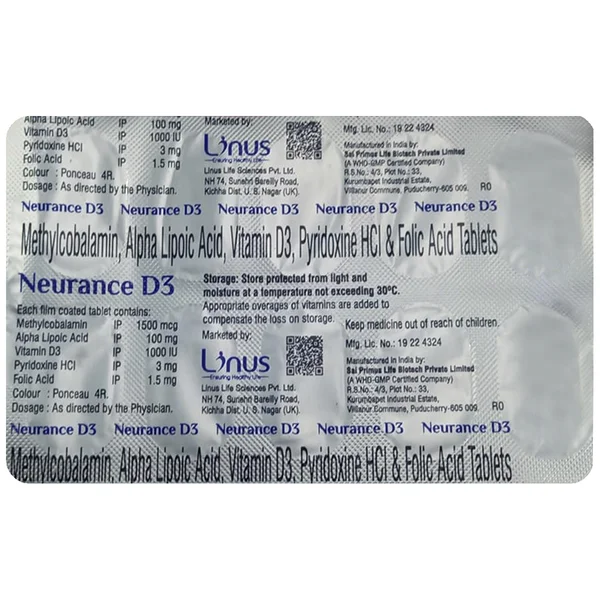 Alpha Lipoic Acid IP 100 mg
Vitamin D3 IP 1000 IU
Pyridoxine HCl IP 3 mg
Folic Acid IP 1.5 mg
Colour : Ponceau 4R.
Dosage : As directed by the Physician.
Marketed by:
Linus
Ensuring Healthy Life
Linus Life Sciences Pvt. Ltd.
NH 74, Sunehri Bareilly Road,
Kichha Dist. U. S. Nagar (UK).
Mfg. Lic. No.: 19 22 4324
Manufactured in India by:
Sai Primus Life Biotech Private Limited
(A WHO-GMP Certified Company)
R.S.No.: 4/3, Plot No.: 33,
Kurumbapet Industrial Estate,
Villianur Commune, Puducherry-605 009. R0
Neurance D3 Neurance D3 Neurance D3 Neurance D3 Neurance D3
Methylcobalamin, Alpha Lipoic Acid, Vitamin D3, Pyridoxine HCl & Folic Acid Tablets
Neurance D3
Each film coated tablet contains:
Methylcobalamin IP 1500 mcg
Alpha Lipoic Acid IP 100 mg
Vitamin D3 IP 1000 IU
Pyridoxine HCl IP 3 mg
Folic Acid IP 1.5 mg
Colour : Ponceau 4R.
Dosage : As directed by the Physician.
Storage: Store protected from light and
moisture at a temperature not exceeding 30°C.
Appropriate overages of vitamins are added to
compensate the loss on storage.
Marketed by:
Linus
Ensuring Healthy Life
Linus Life Sciences Pvt. Ltd.
NH 74, Sunehri Bareilly Road,
Kichha Dist. U. S. Nagar (UK).
Keep medicine out of reach of children.
Mfg. Lic. No.: 19 22 4324
Manufactured in India by:
Sai Primus Life Biotech Private Limited
(A WHO-GMP Certified Company)
R.S.No.: 4/3, Plot No.: 33,
Kurumbapet Industrial Estate,
Villianur Commune, Puducherry-605 009. R0
Neurance D3 Neurance D3 Neurance D3 Neurance D3 Neurance D3
Methylcobalamin, Alpha Lipoic Acid, Vitamin D3, Pyridoxine HCl & Folic Acid Tablets